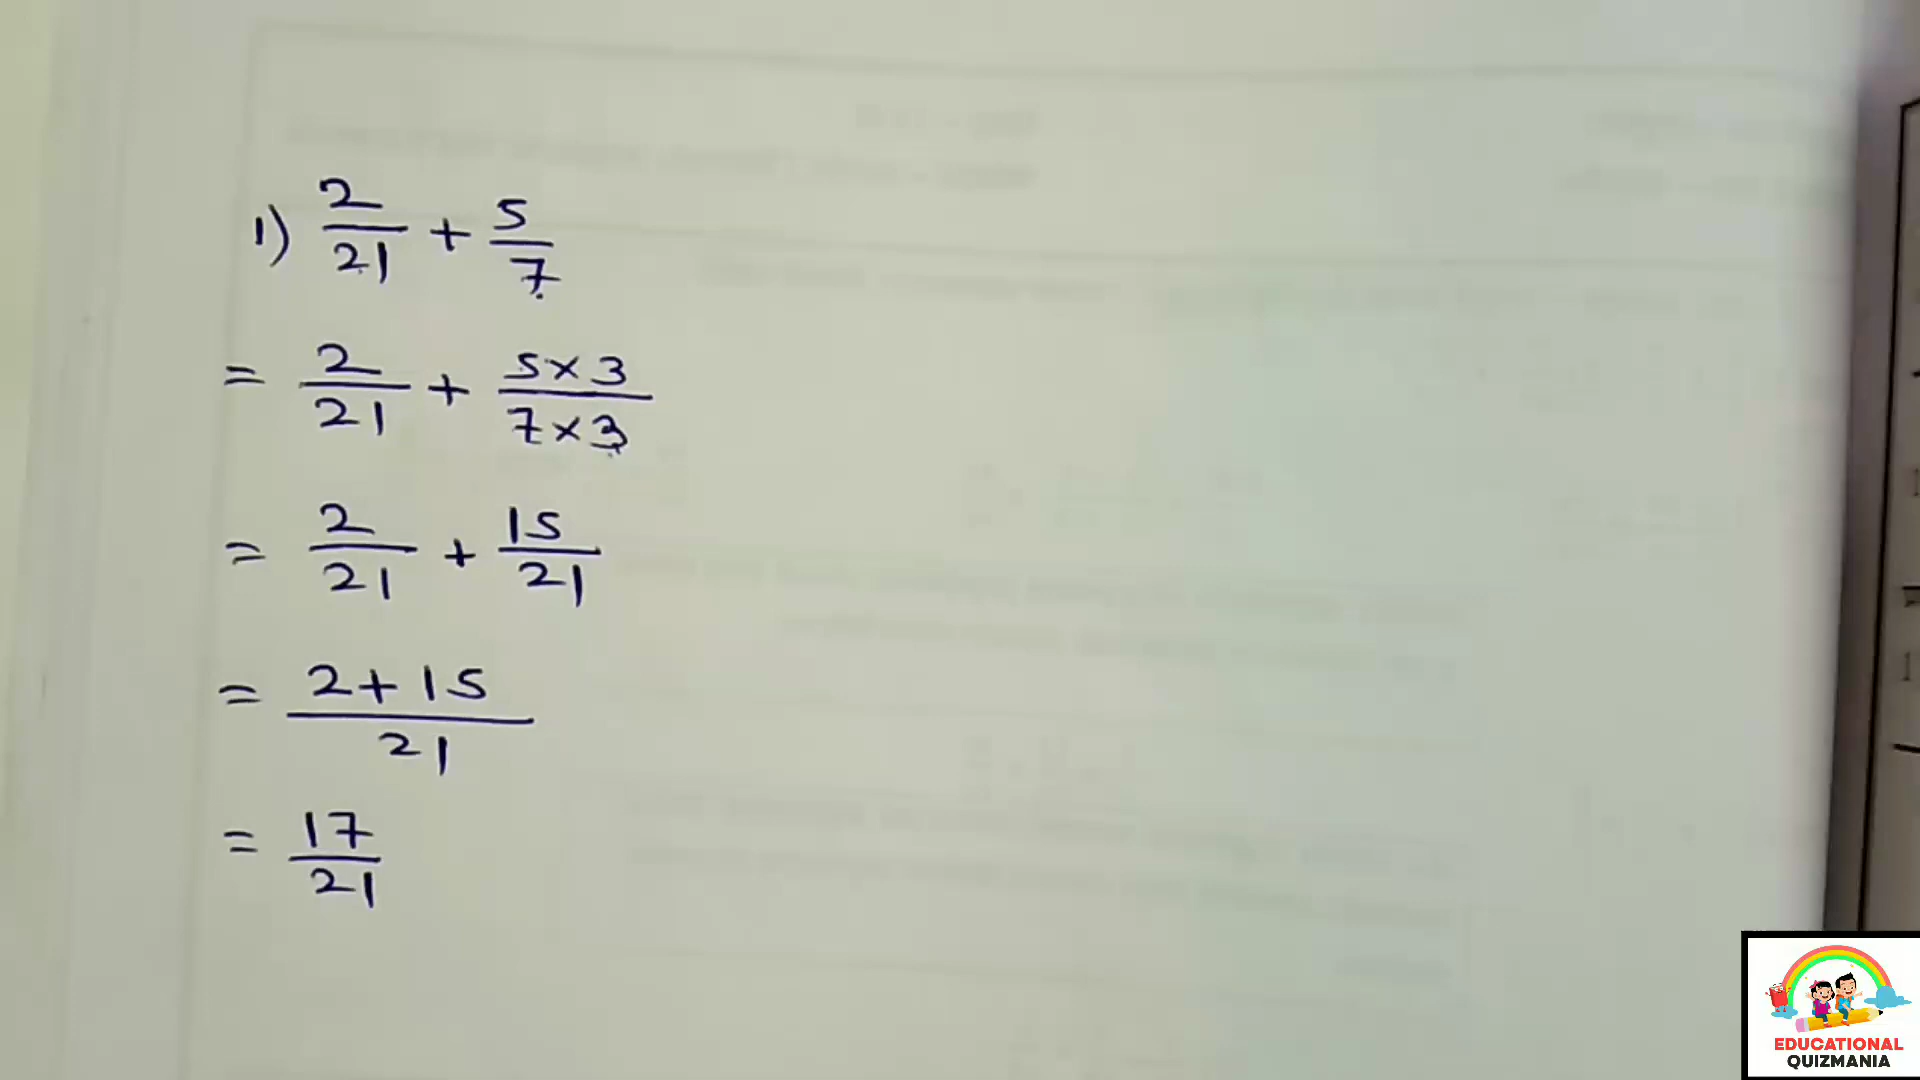 1) 2/21 + 5/7
= 2/21 + 5×3/7×3
= 2/21 + 15/21
= 2+15/21
= 17/21
EDUCATIONAL
QUIZMANIA